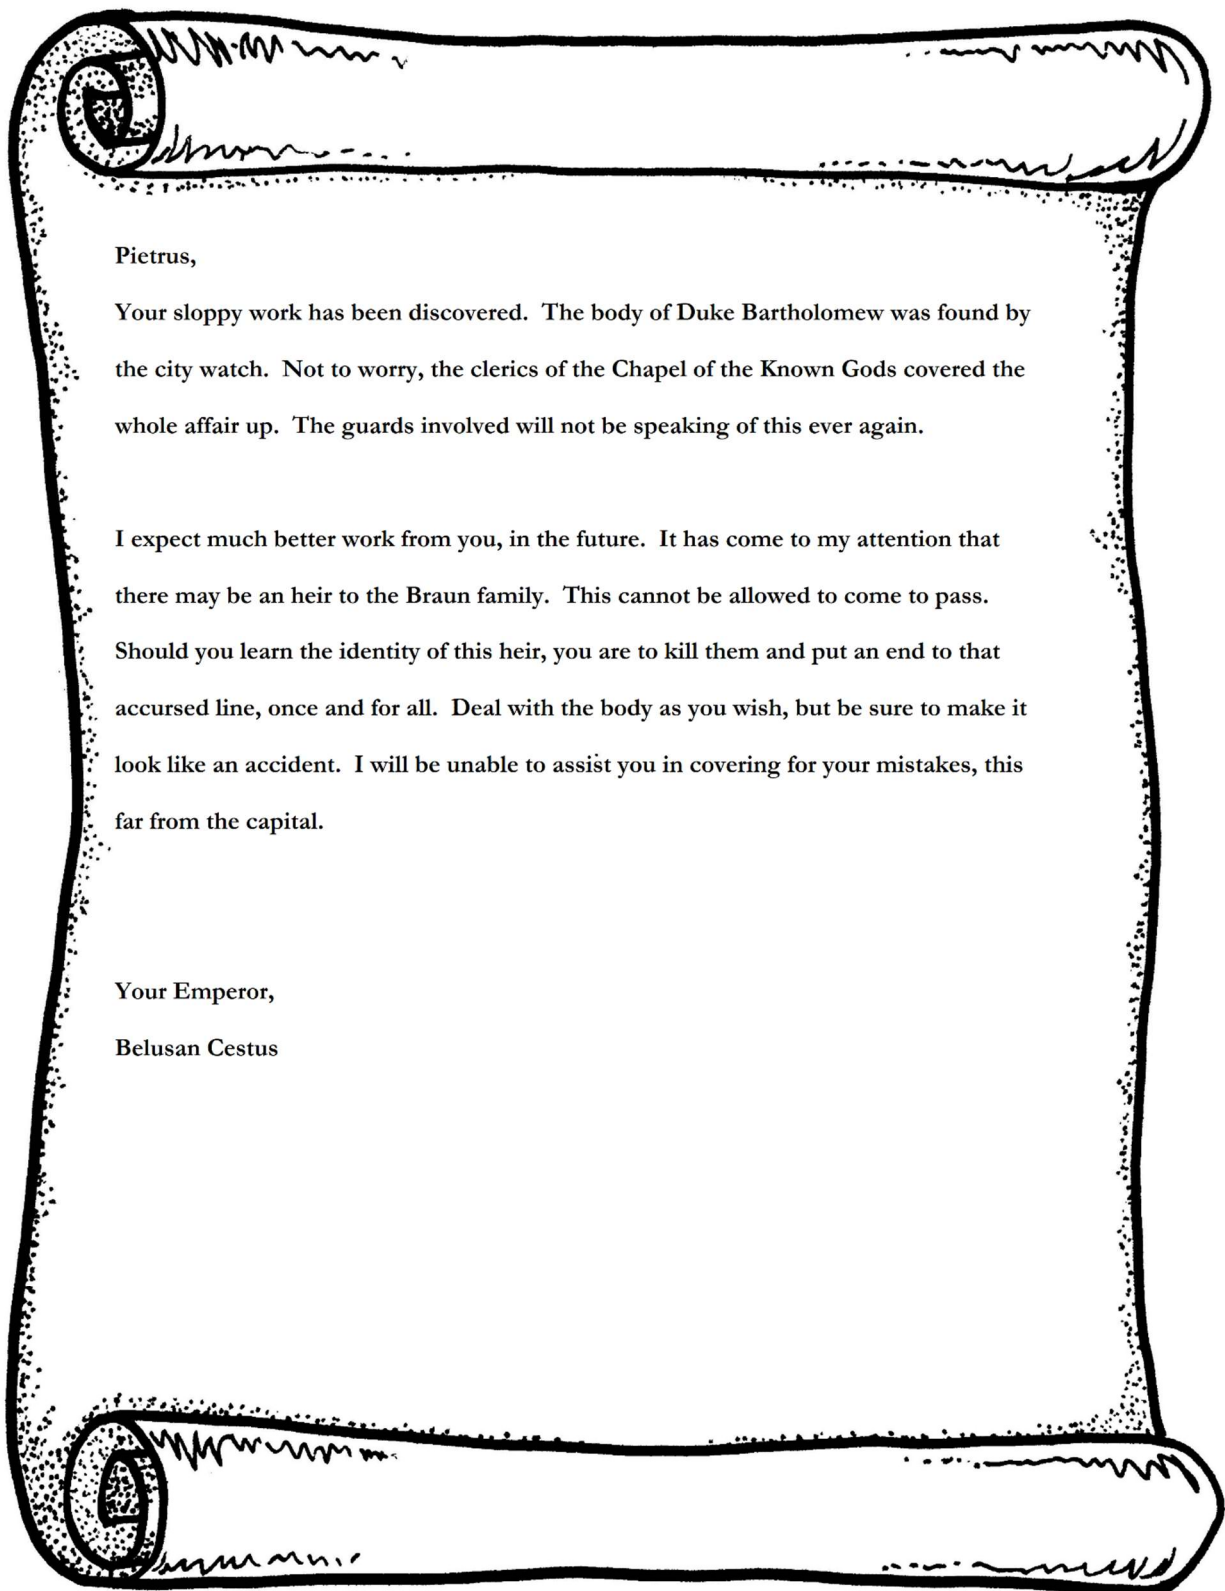 Pietrus,
Your sloppy work has been discovered.  The body of Duke Bartholomew was found by
the city watch.  Not to worry, the clerics of the Chapel of the Known Gods covered the
whole affair up.  The guards involved will not be speaking of this ever again.
I expect much better work from you, in the future.  It has come to my attention that
there may be an heir to the Braun family.  This cannot be allowed to come to pass.
Should you learn the identity of this heir, you are to kill them and put an end to that
accursed line, once and for all.  Deal with the body as you wish, but be sure to make it
look like an accident.  I will be unable to assist you in covering for your mistakes, this
far from the capital.
Your Emperor,
Belusan Cestus